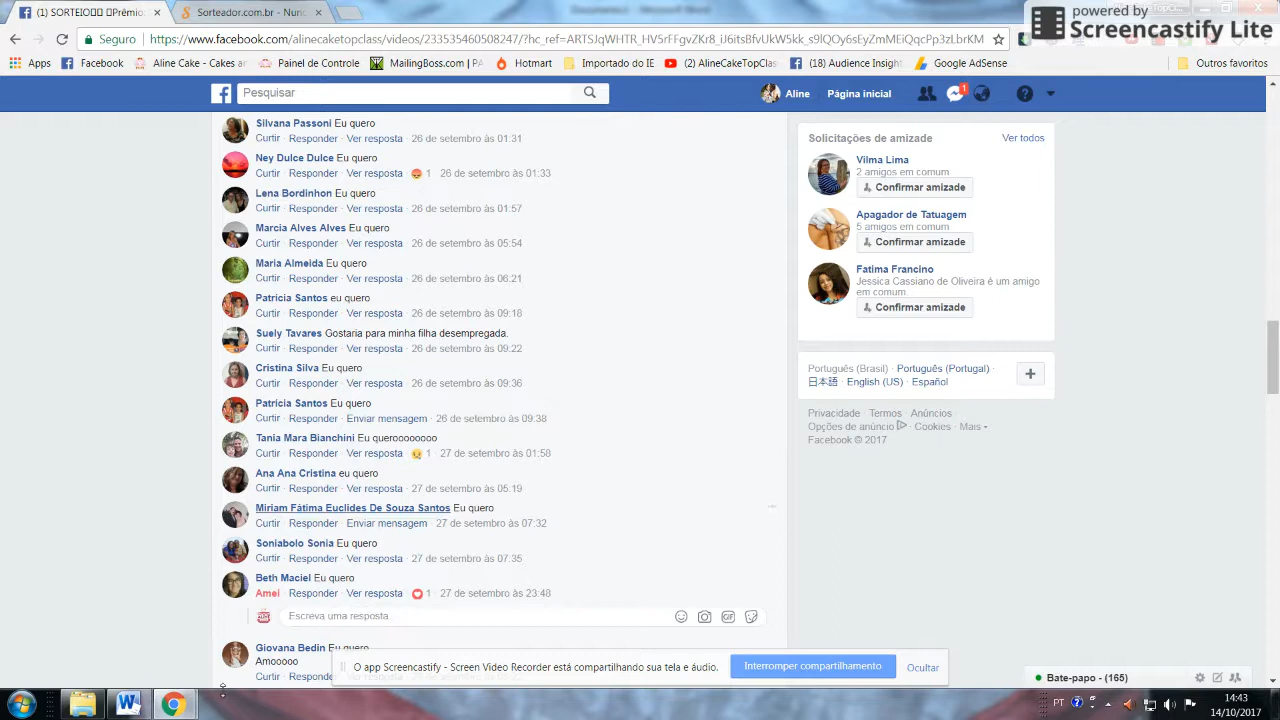 (1) SORTEIO Prêmio
Sorteador.com.br - Nún
powered by
Screencastify Lite
Seguro
https://www.facebook.com/alinecak
Apps
Facebook
Aline Cake - Cakes ar
Painel de Controle
MailingBoss.in | PA
Hotmart
Importado do IE
(2) AlineCakeTopClas
(18) Audience Insight
Google AdSense
Outros favoritos
Pesquisar
Aline
Página inicial
1
Silvana Passoni Eu quero
Curtir · Responder · Ver resposta · 26 de setembro às 01:31
Ney Dulce Dulce Eu quero
Curtir · Responder · Ver resposta · 1 · 26 de setembro às 01:33
Lena Bordinhon Eu quero
Curtir · Responder · Ver resposta · 26 de setembro às 01:57
Marcia Alves Alves Eu quero
Curtir · Responder · Ver resposta · 26 de setembro às 05:54
Maria Almeida Eu quero
Curtir · Responder · Ver resposta · 26 de setembro às 06:21
Patricia Santos eu quero
Curtir · Responder · Ver resposta · 26 de setembro às 09:18
Suely Tavares Gostaria para minha filha desempregada.
Curtir · Responder · Ver resposta · 26 de setembro às 09:22
Cristina Silva Eu quero
Curtir · Responder · Ver resposta · 26 de setembro às 09:36
Patricia Santos Eu quero
Curtir · Responder · Enviar mensagem · 26 de setembro às 09:38
Tania Mara Bianchini Eu querooooooo
Curtir · Responder · Ver resposta · 1 · 27 de setembro às 01:58
Ana Ana Cristina eu quero
Curtir · Responder · Ver resposta · 27 de setembro às 05:19
Miriam Fátima Euclides De Souza Santos Eu quero
Curtir · Responder · Enviar mensagem · 27 de setembro às 07:32
Soniabolo Sonia Eu quero
Curtir · Responder · Ver resposta · 27 de setembro às 07:35
Beth Maciel Eu quero
Amei · Responder · Ver resposta · 1 · 27 de setembro às 23:48
Escreva uma resposta...
GIF
Giovana Bedin Eu quero
Amooooo
Curtir · Responde
Solicitações de amizade
Ver todos
Vilma Lima
2 amigos em comum
Confirmar amizade
Apagador de Tatuagem
5 amigos em comum
Confirmar amizade
Fatima Francino
Jessica Cassiano de Oliveira é um amigo
em comum.
Confirmar amizade
Português (Brasil) · Português (Portugal) ·
日本語 · English (US) · Español
Privacidade · Termos · Anúncios ·
Opções de anúncio · Cookies · Mais
Facebook © 2017
O app Screencastify - Screen Video Recorder está compartilhando sua tela e áudio.
Interromper compartilhamento
Ocultar
Bate-papo - (165)
PT
14:43
14/10/2017